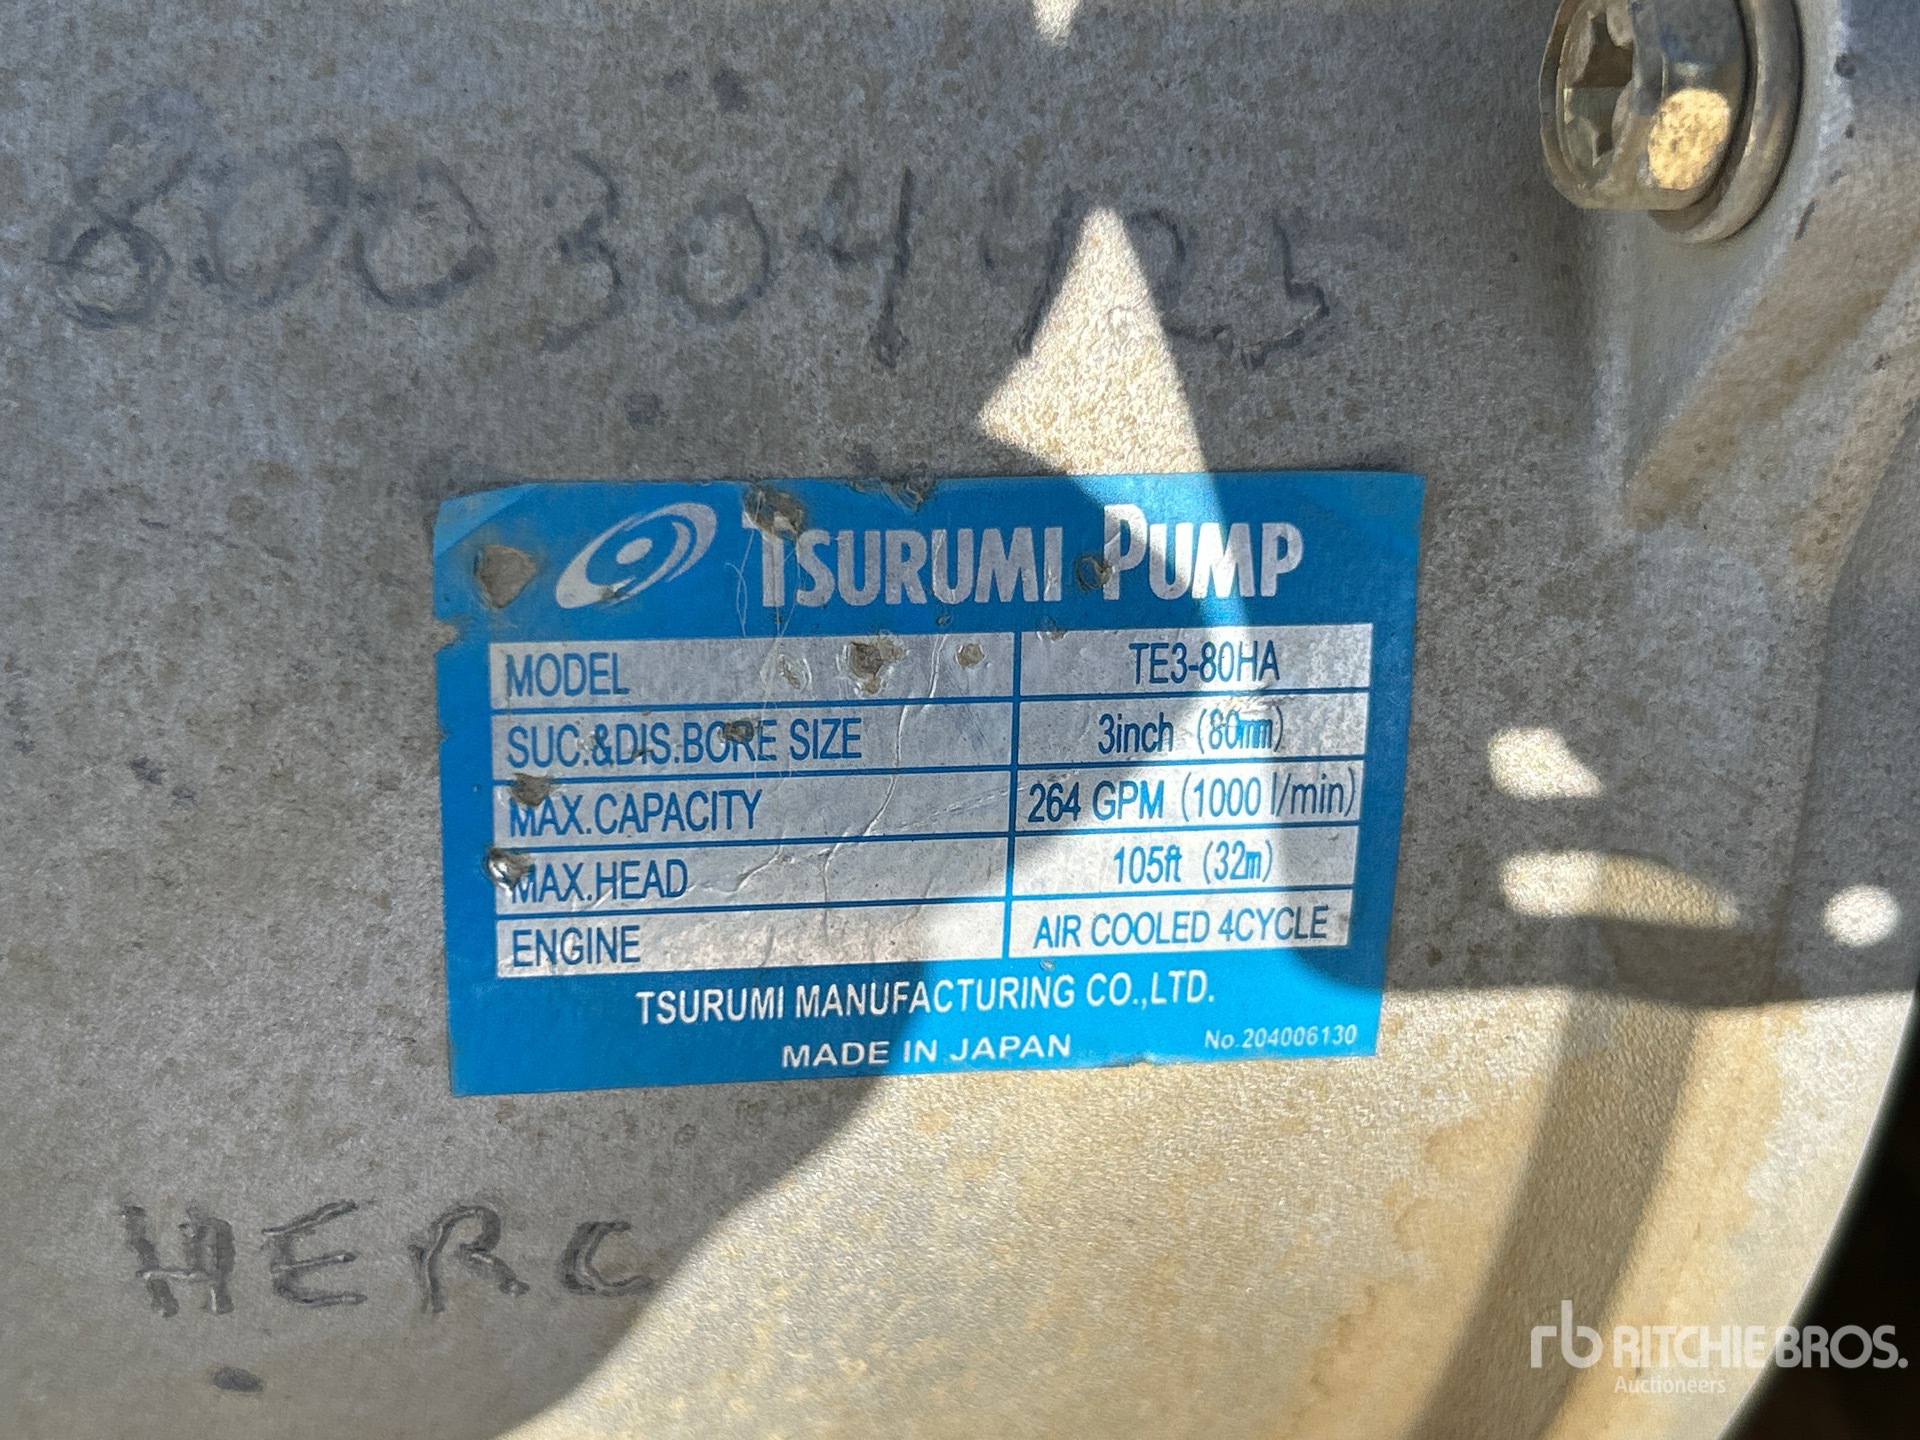 800304425
TSURUMI PUMP
MODEL TE3-80HA
SUC.&DIS.BORE SIZE 3inch (80mm)
MAX.CAPACITY 264 GPM (1000 l/min)
MAX.HEAD 105ft (32m)
ENGINE AIR COOLED 4CYCLE
TSURUMI MANUFACTURING CO.,LTD.
MADE IN JAPAN No.204006130
HERC
rb RITCHIE BROS.
Auctioneers